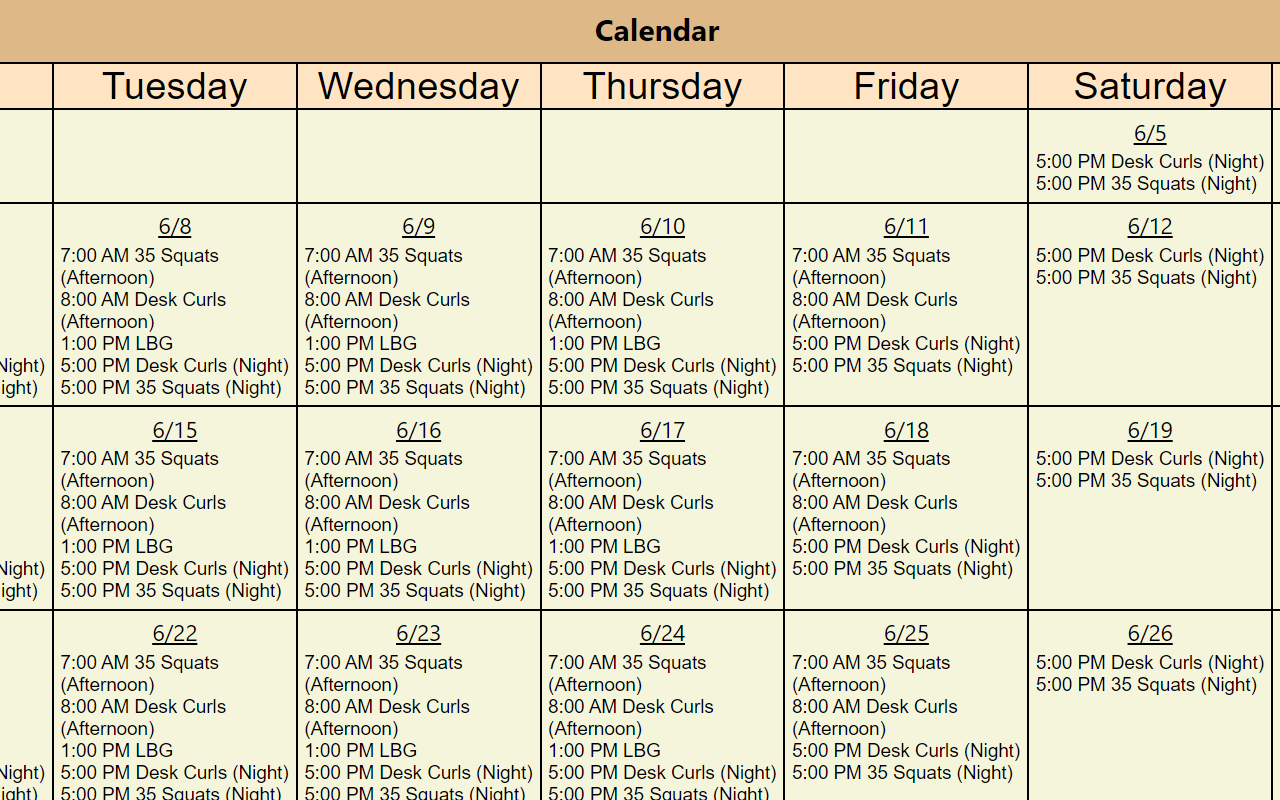 Calendar
Tuesday Wednesday Thursday Friday Saturday
6/5
5:00 PM Desk Curls (Night)
5:00 PM 35 Squats (Night)
Night)
ight)
6/8
7:00 AM 35 Squats
(Afternoon)
8:00 AM Desk Curls
(Afternoon)
1:00 PM LBG
5:00 PM Desk Curls (Night)
5:00 PM 35 Squats (Night)
6/9
7:00 AM 35 Squats
(Afternoon)
8:00 AM Desk Curls
(Afternoon)
1:00 PM LBG
5:00 PM Desk Curls (Night)
5:00 PM 35 Squats (Night)
6/10
7:00 AM 35 Squats
(Afternoon)
8:00 AM Desk Curls
(Afternoon)
1:00 PM LBG
5:00 PM Desk Curls (Night)
5:00 PM 35 Squats (Night)
6/11
7:00 AM 35 Squats
(Afternoon)
8:00 AM Desk Curls
(Afternoon)
5:00 PM Desk Curls (Night)
5:00 PM 35 Squats (Night)
6/12
5:00 PM Desk Curls (Night)
5:00 PM 35 Squats (Night)
Night)
ight)
6/15
7:00 AM 35 Squats
(Afternoon)
8:00 AM Desk Curls
(Afternoon)
1:00 PM LBG
5:00 PM Desk Curls (Night)
5:00 PM 35 Squats (Night)
6/16
7:00 AM 35 Squats
(Afternoon)
8:00 AM Desk Curls
(Afternoon)
1:00 PM LBG
5:00 PM Desk Curls (Night)
5:00 PM 35 Squats (Night)
6/17
7:00 AM 35 Squats
(Afternoon)
8:00 AM Desk Curls
(Afternoon)
1:00 PM LBG
5:00 PM Desk Curls (Night)
5:00 PM 35 Squats (Night)
6/18
7:00 AM 35 Squats
(Afternoon)
8:00 AM Desk Curls
(Afternoon)
5:00 PM Desk Curls (Night)
5:00 PM 35 Squats (Night)
6/19
5:00 PM Desk Curls (Night)
5:00 PM 35 Squats (Night)
Night)
ight)
6/22
7:00 AM 35 Squats
(Afternoon)
8:00 AM Desk Curls
(Afternoon)
1:00 PM LBG
5:00 PM Desk Curls (Night)
5:00 PM 35 Squats (Night)
6/23
7:00 AM 35 Squats
(Afternoon)
8:00 AM Desk Curls
(Afternoon)
1:00 PM LBG
5:00 PM Desk Curls (Night)
5:00 PM 35 Squats (Night)
6/24
7:00 AM 35 Squats
(Afternoon)
8:00 AM Desk Curls
(Afternoon)
1:00 PM LBG
5:00 PM Desk Curls (Night)
5:00 PM 35 Squats (Night)
6/25
7:00 AM 35 Squats
(Afternoon)
8:00 AM Desk Curls
(Afternoon)
5:00 PM Desk Curls (Night)
5:00 PM 35 Squats (Night)
6/26
5:00 PM Desk Curls (Night)
5:00 PM 35 Squats (Night)